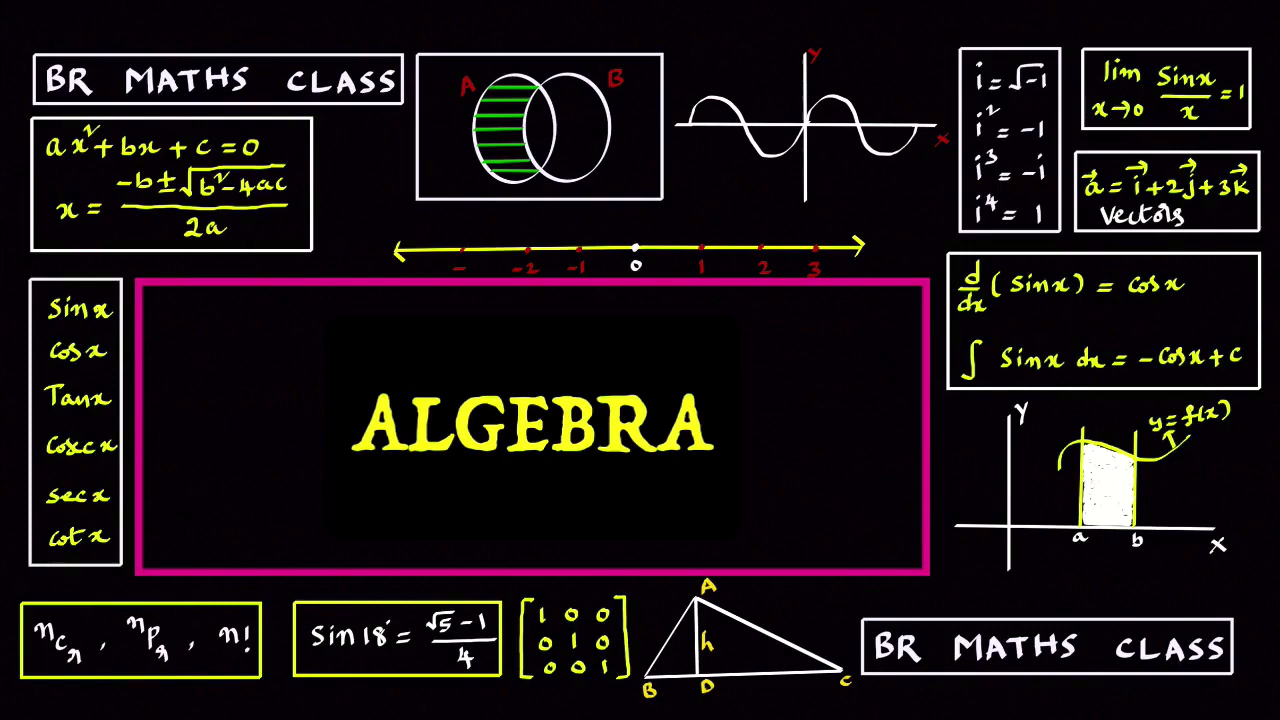 BR MATHS CLASS
ax²+bx+c=0
x = -b±√b²-4ac
2a
A B
Y
X
i=√-1
i²=-1
i³=-i
i⁴=1
lim sinx
x→0 x =1
a⃗=i⃗+2j⃗+3k⃗
Vectors
- -2 -1 0 1 2 3
Sinx
Cosx
Tanx
Cosecx
secx
cotx
ALGEBRA
d/dx (Sinx) = cosx
∫ Sinx dx = -cosx+c
Y
y=f(x)
a b
X
nCr, nPr, n!
Sin18°= √5-1
4
1 0 0
0 1 0
0 0 1
A
h
B D C
BR MATHS CLASS